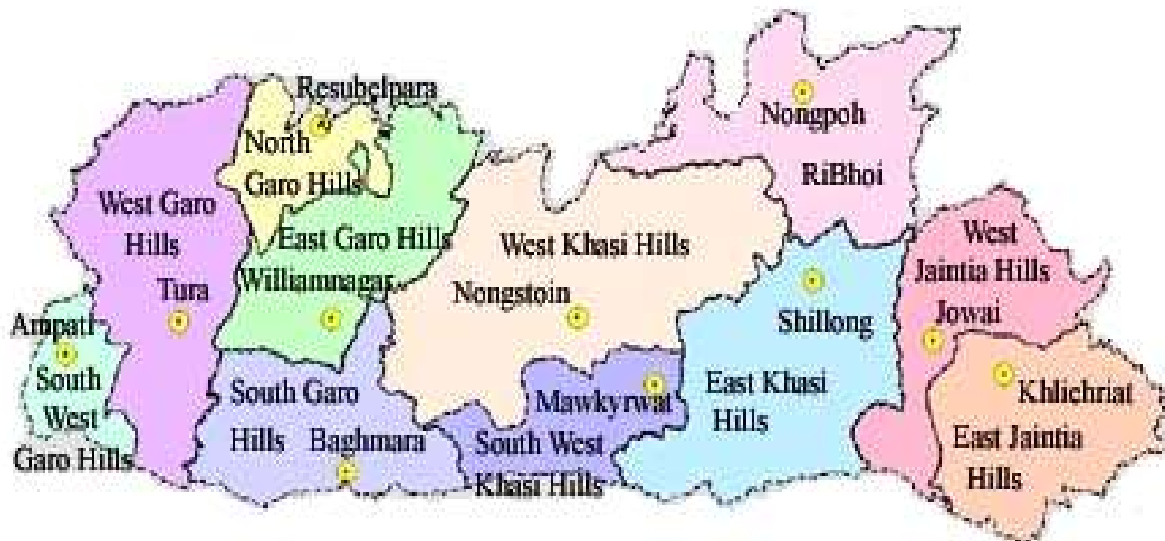 Resubelpara
North
Garo Hills
West Garo
Hills
Tura
East Garo Hills
Williamnagar
Ampati
South
West
Garo Hills
South Garo
Hills
Baghmara
West Khasi Hills
Nongstoin
Mawkyrwat
South West
Khasi Hills
Nongpoh
RiBhoi
Shillong
East Khasi
Hills
West
Jaintia Hills
Jowai
Khlichriat
East Jaintia
Hills